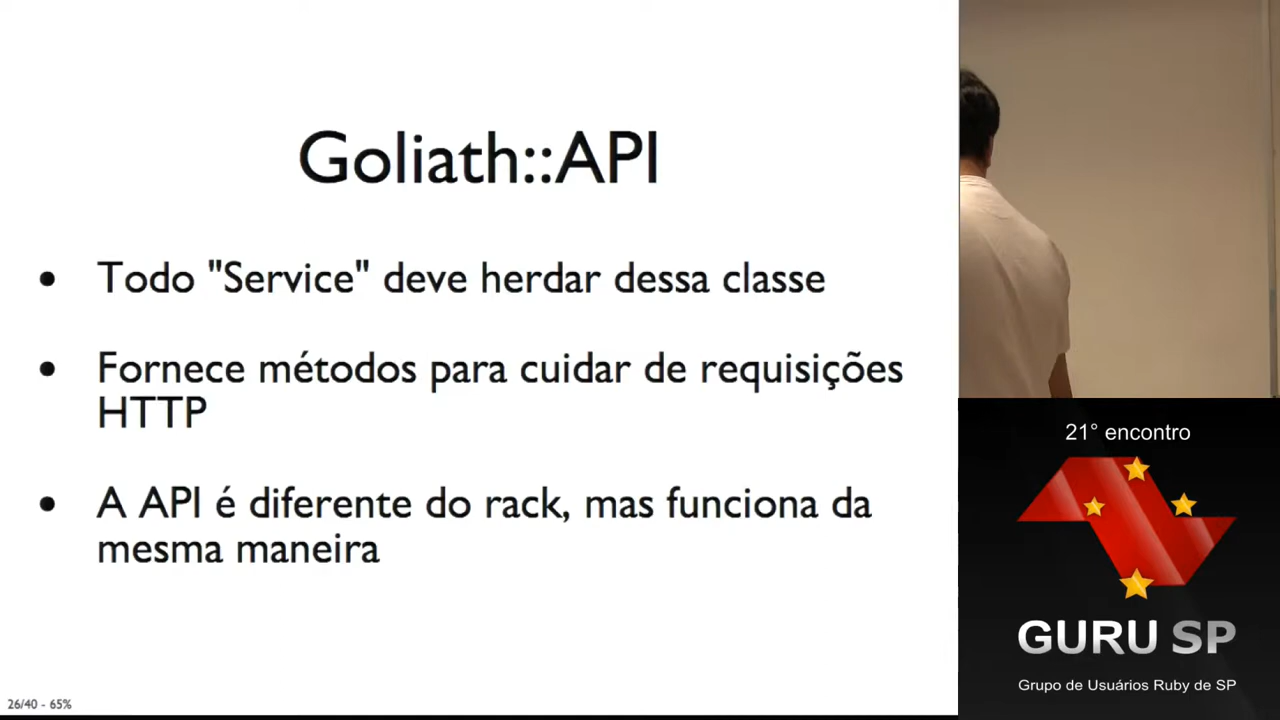 Goliath::API
• Todo "Service" deve herdar dessa classe
• Fornece métodos para cuidar de requisições
HTTP
• A API é diferente do rack, mas funciona da
mesma maneira
26/40 - 65%
21° encontro
GURU SP
Grupo de Usuários Ruby de SP